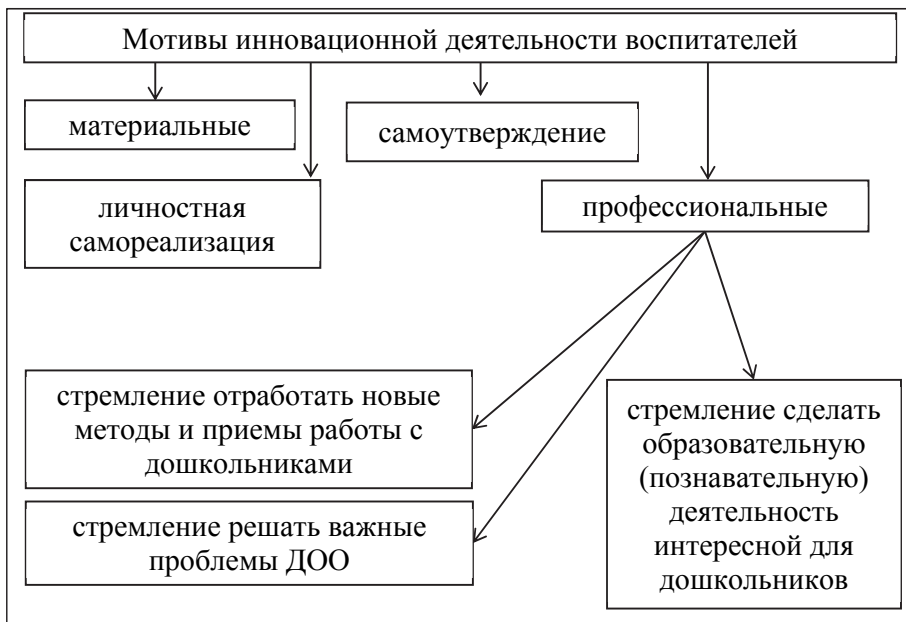 Мотивы инновационной деятельности воспитателей
материальные
самоутверждение
личностная
самореализация
профессиональные
стремление отработать новые
методы и приемы работы с
дошкольниками
стремление решать важные
проблемы ДОО
стремление сделать
образовательную
(познавательную)
деятельность
интересной для
дошкольников